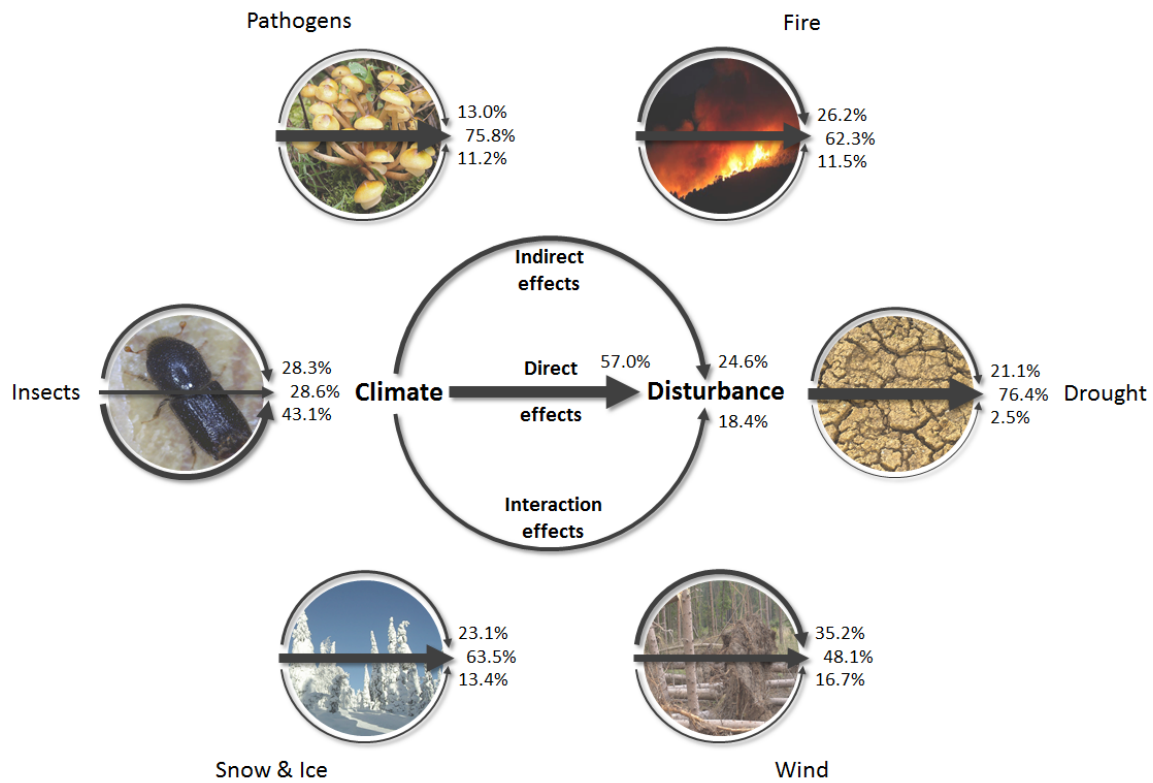 Pathogens
Fire
13.0%
75.8%
11.2%
26.2%
62.3%
11.5%
Indirect
effects
Insects
28.3%
28.6%
43.1%
Climate
Direct
effects
57.0%
24.6%
Disturbance
18.4%
21.1%
76.4%
2.5%
Drought
Interaction
effects
23.1%
63.5%
13.4%
35.2%
48.1%
16.7%
Snow & Ice
Wind